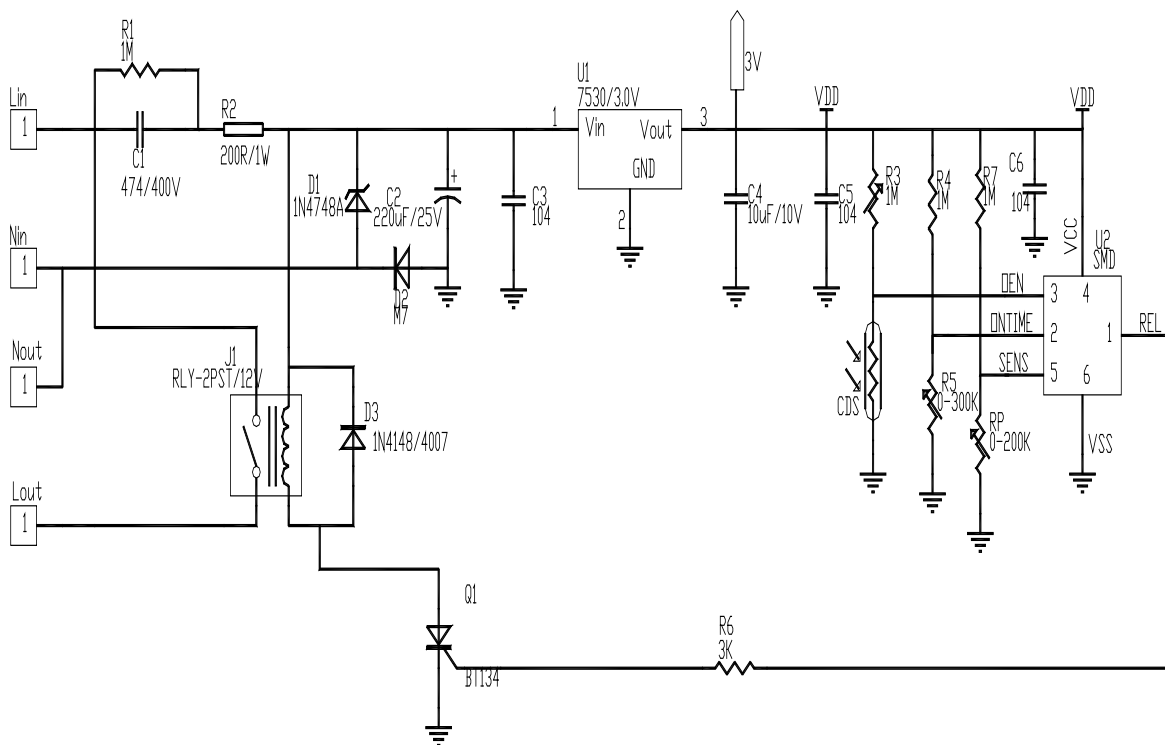 R1
1M
Lin
1
C1
474/400V
R2
200R/1W
D1
1N4748A
C2
220uF/25V
+
C3
104
U1
7530/3.0V
1
Vin
Vout
3
GND
2
3V
C4
10uF/10V
VDD
C5
104
R3
1M
R4
1M
R7
1M
C6
104
VDD
VCC
U2
SMD
Nin
1
D2
M7
OEN
3
4
ONTIME
2
1
REL
SENS
5
6
Nout
1
J1
RLY-2PST/12V
D3
1N4148/4007
CDS
R5
0-300K
RP
0-200K
VSS
Lout
1
Q1
BT134
R6
3K